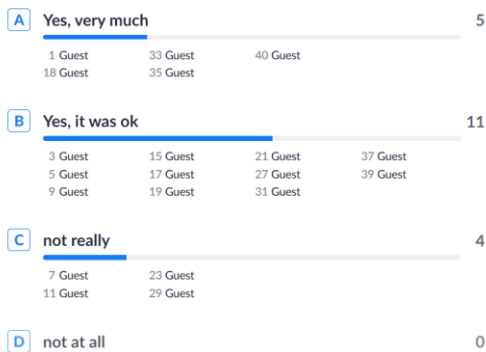 A Yes, very much 5
1 Guest 33 Guest 40 Guest
18 Guest 35 Guest
B Yes, it was ok 11
3 Guest 15 Guest 21 Guest 37 Guest
5 Guest 17 Guest 27 Guest 39 Guest
9 Guest 19 Guest 31 Guest
C not really 4
7 Guest 23 Guest
11 Guest 29 Guest
D not at all 0